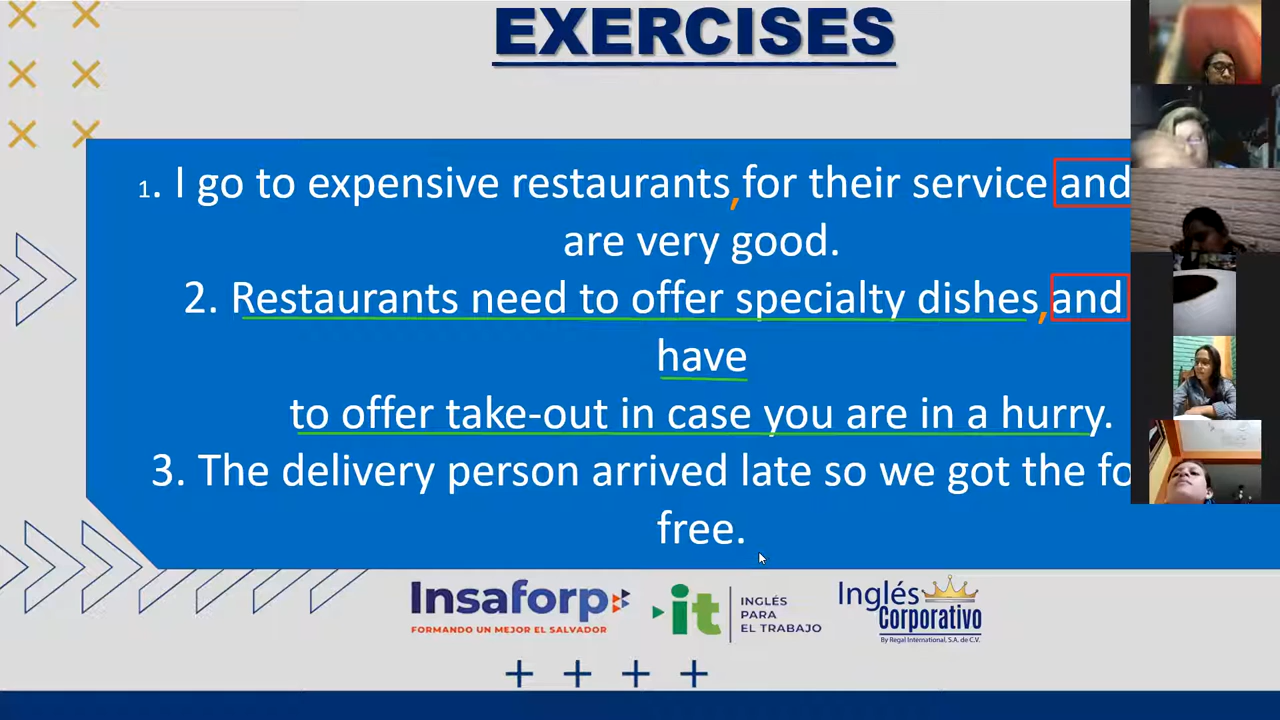 EXERCISES
1. I go to expensive restaurants, for their service and
are very good.
2. Restaurants need to offer specialty dishes, and
have
to offer take-out in case you are in a hurry.
3. The delivery person arrived late so we got the
free.
Insaforp
FORMANDO UN MEJOR EL SALVADOR
it
INGLÉS
PARA
EL TRABAJO
Inglés
Corporativo
By Regal International, S.A. de C.V.